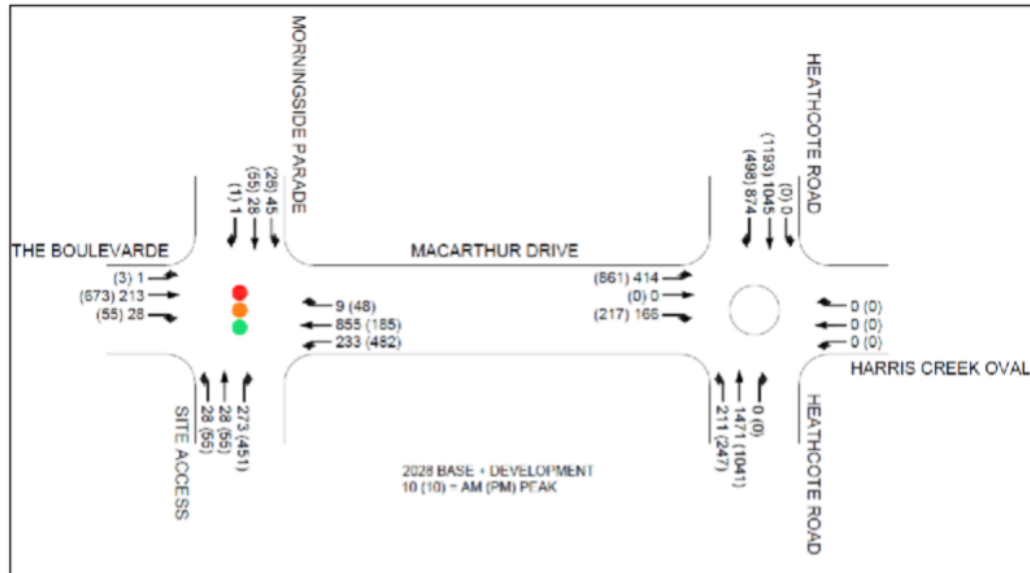 MORNINGSIDE PARADE
HEATHCOTE ROAD
(1) 1
(55) 28
(26) 45
(498) 874
(1193) 1045
(0) 0
THE BOULEVARDE
MACARTHUR DRIVE
(3) 1
(673) 213
(55) 28
9 (48)
855 (185)
233 (482)
(861) 414
(0) 0
(217) 166
0 (0)
0 (0)
0 (0)
HARRIS CREEK OVAL
SITE ACCESS
28 (55)
28 (55)
273 (451)
211 (247)
1471 (1041)
0 (0)
HEATHCOTE ROAD
2028 BASE + DEVELOPMENT
10 (10) = AM (PM) PEAK